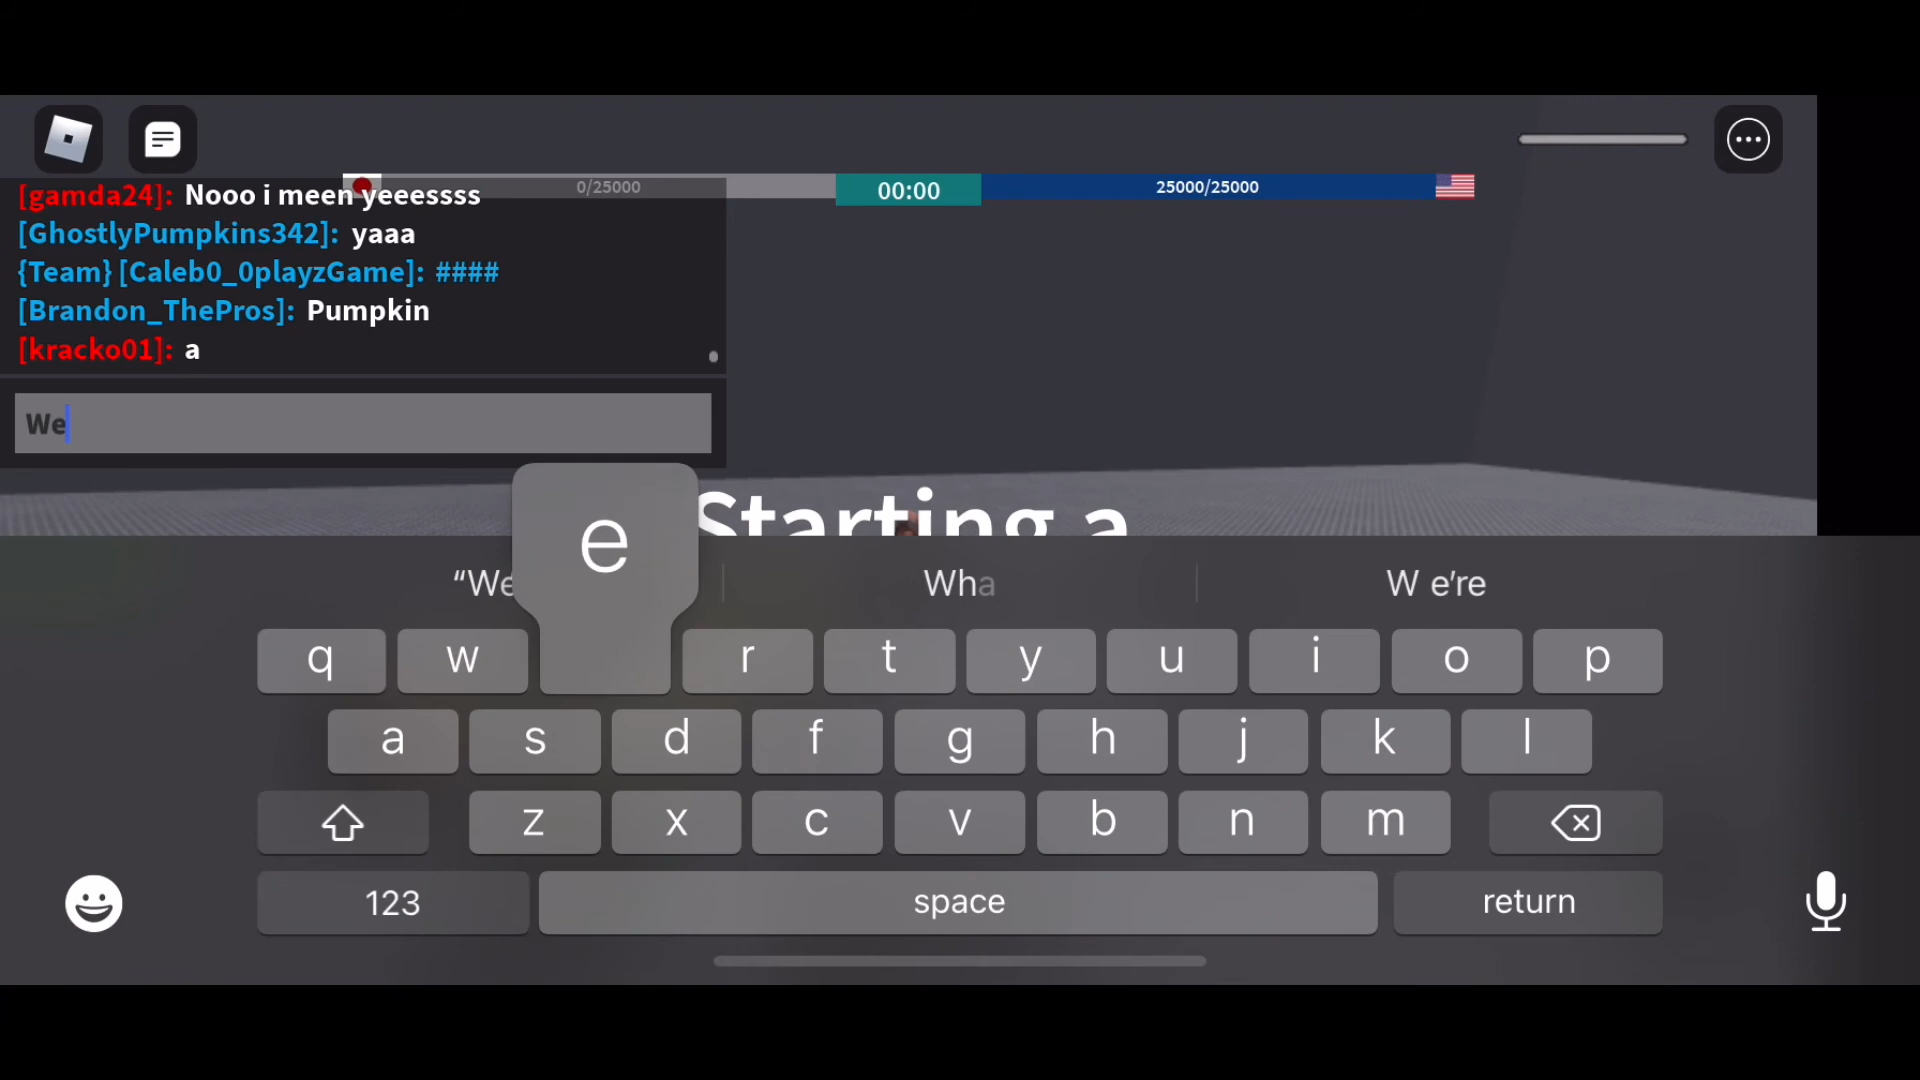 0/25000 00:00 25000/25000
[gamda24]: Nooo i meen yeeessss
[GhostlyPumpkins342]: yaaa
{Team} [Caleb0_0playzGame]: ####
[Brandon_ThePros]: Pumpkin
[kracko01]: a
We
Starting a
e
“We Wha W e’re
q w r t y u i o p
a s d f g h j k l
z x c v b n m
123 space return